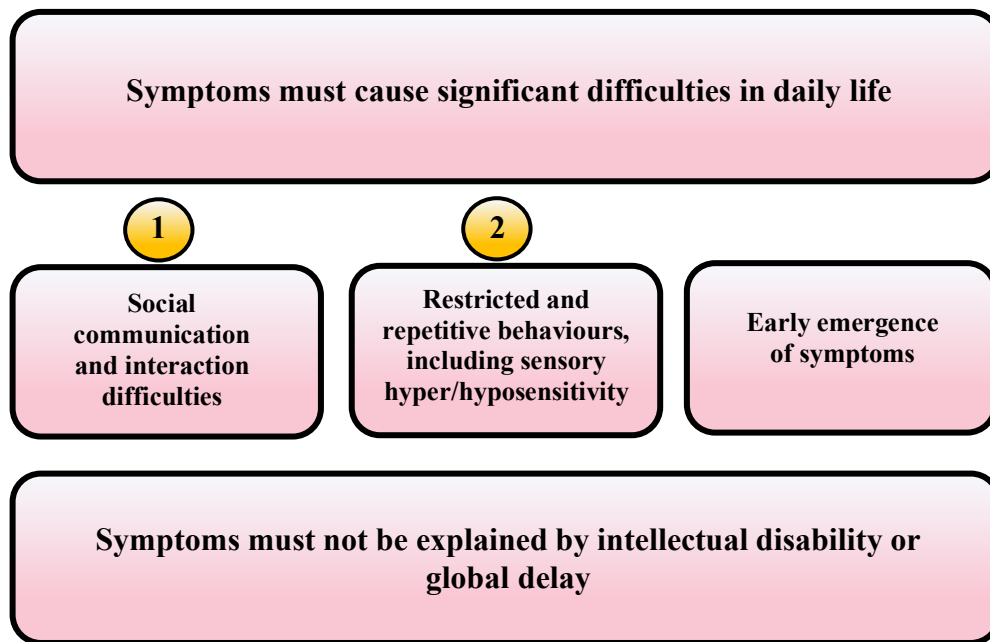 Symptoms must cause significant difficulties in daily life
1
2
Social
communication
and interaction
difficulties
Restricted and
repetitive behaviours,
including sensory
hyper/hyposensitivity
Early emergence
of symptoms
Symptoms must not be explained by intellectual disability or
global delay